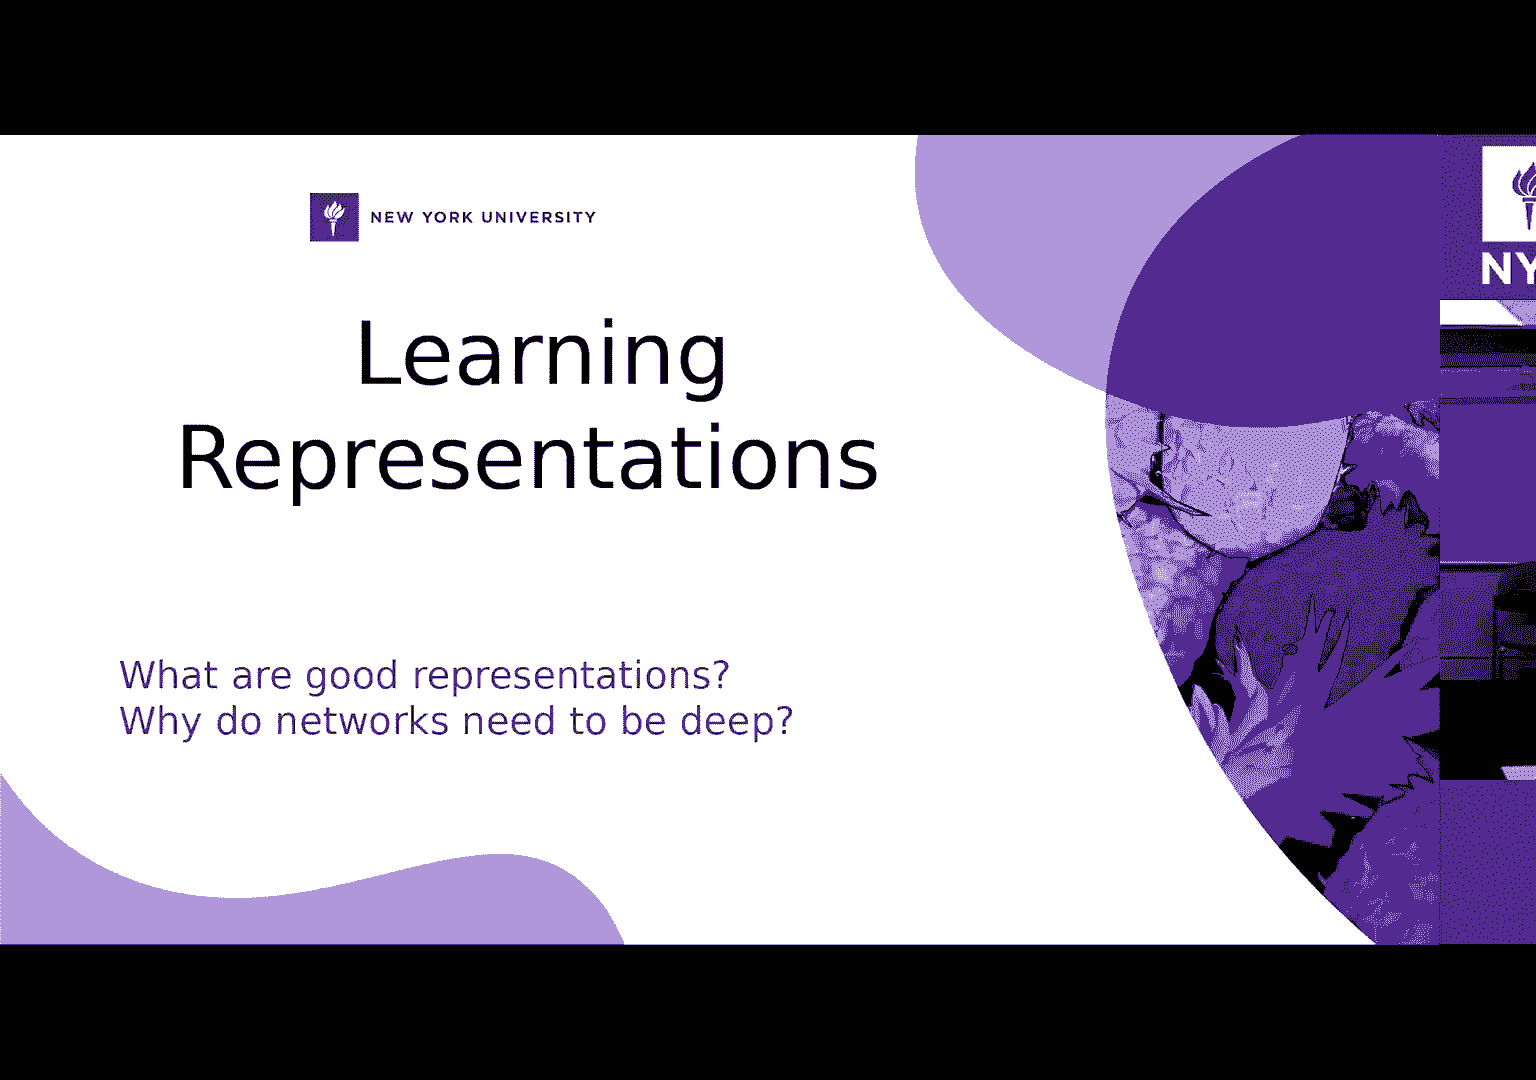 NEW YORK UNIVERSITY
Learning
Representations
What are good representations?
Why do networks need to be deep?
NY